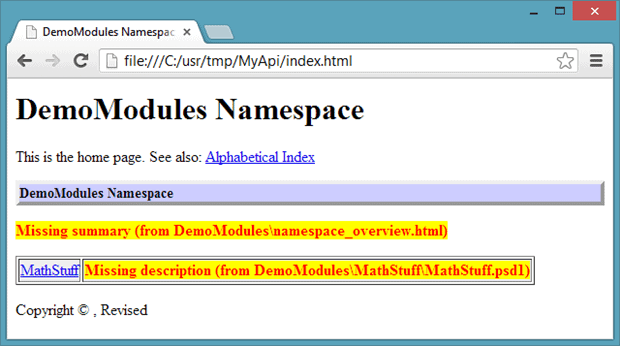 DemoModules Namespac
file:///C:/usr/tmp/MyApi/index.html
DemoModules Namespace
This is the home page. See also: Alphabetical Index
DemoModules Namespace
Missing summary (from DemoModules\namespace_overview.html)
MathStuff Missing description (from DemoModules\MathStuff\MathStuff.psd1)
Copyright © , Revised